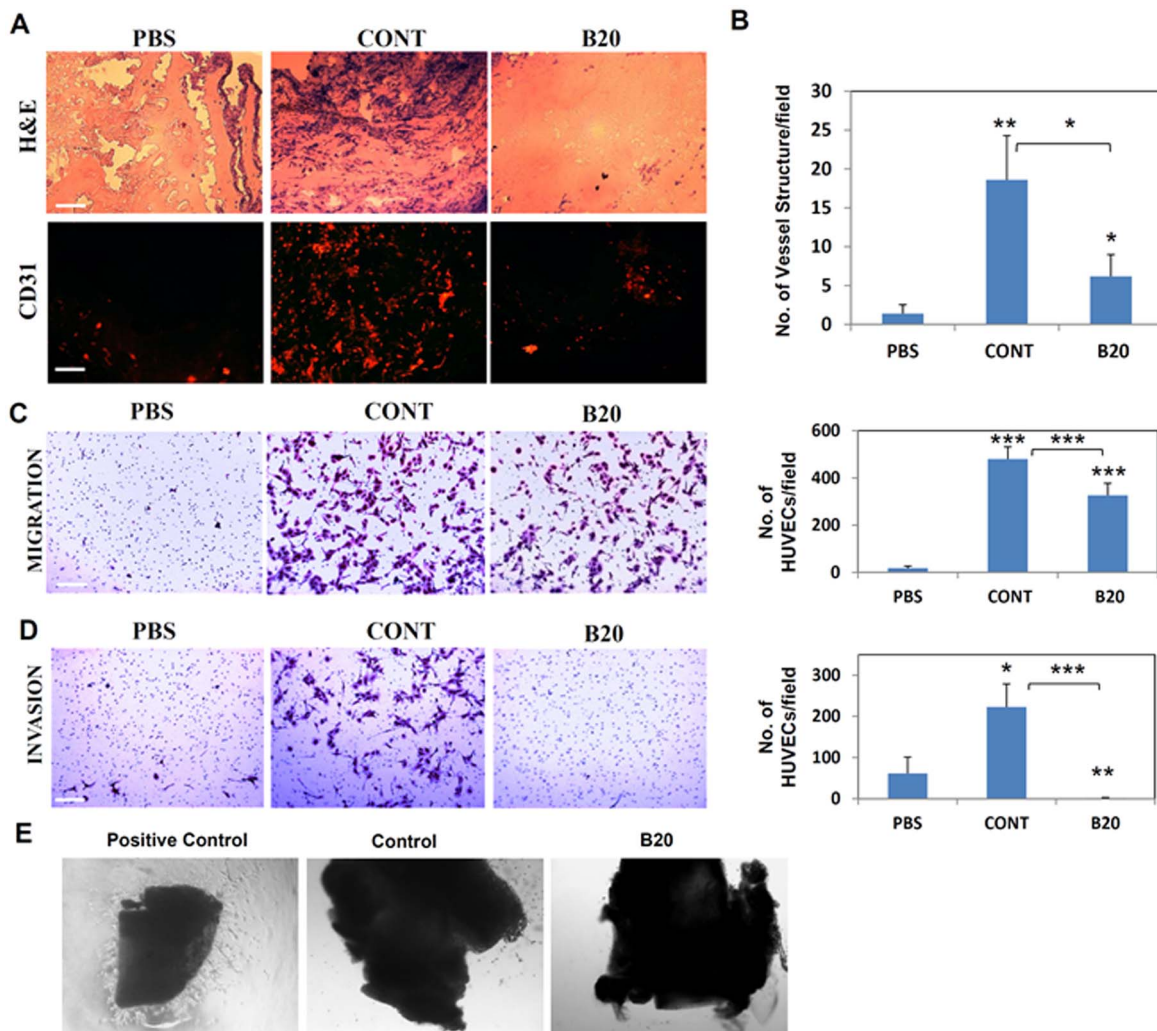 A
PBS
CONT
B20
H&E
CD31
B
No. of Vessel Structure/field
30
25
20
15
10
5
0
**
*
*
PBS
CONT
B20
C
PBS
CONT
B20
MIGRATION
No. of
HUVECs/field
600
400
200
0
***
***
***
PBS
CONT
B20
D
PBS
CONT
B20
INVASION
No. of
HUVECs/field
300
200
100
0
*
***
**
PBS
CONT
B20
E
Positive Control
Control
B20